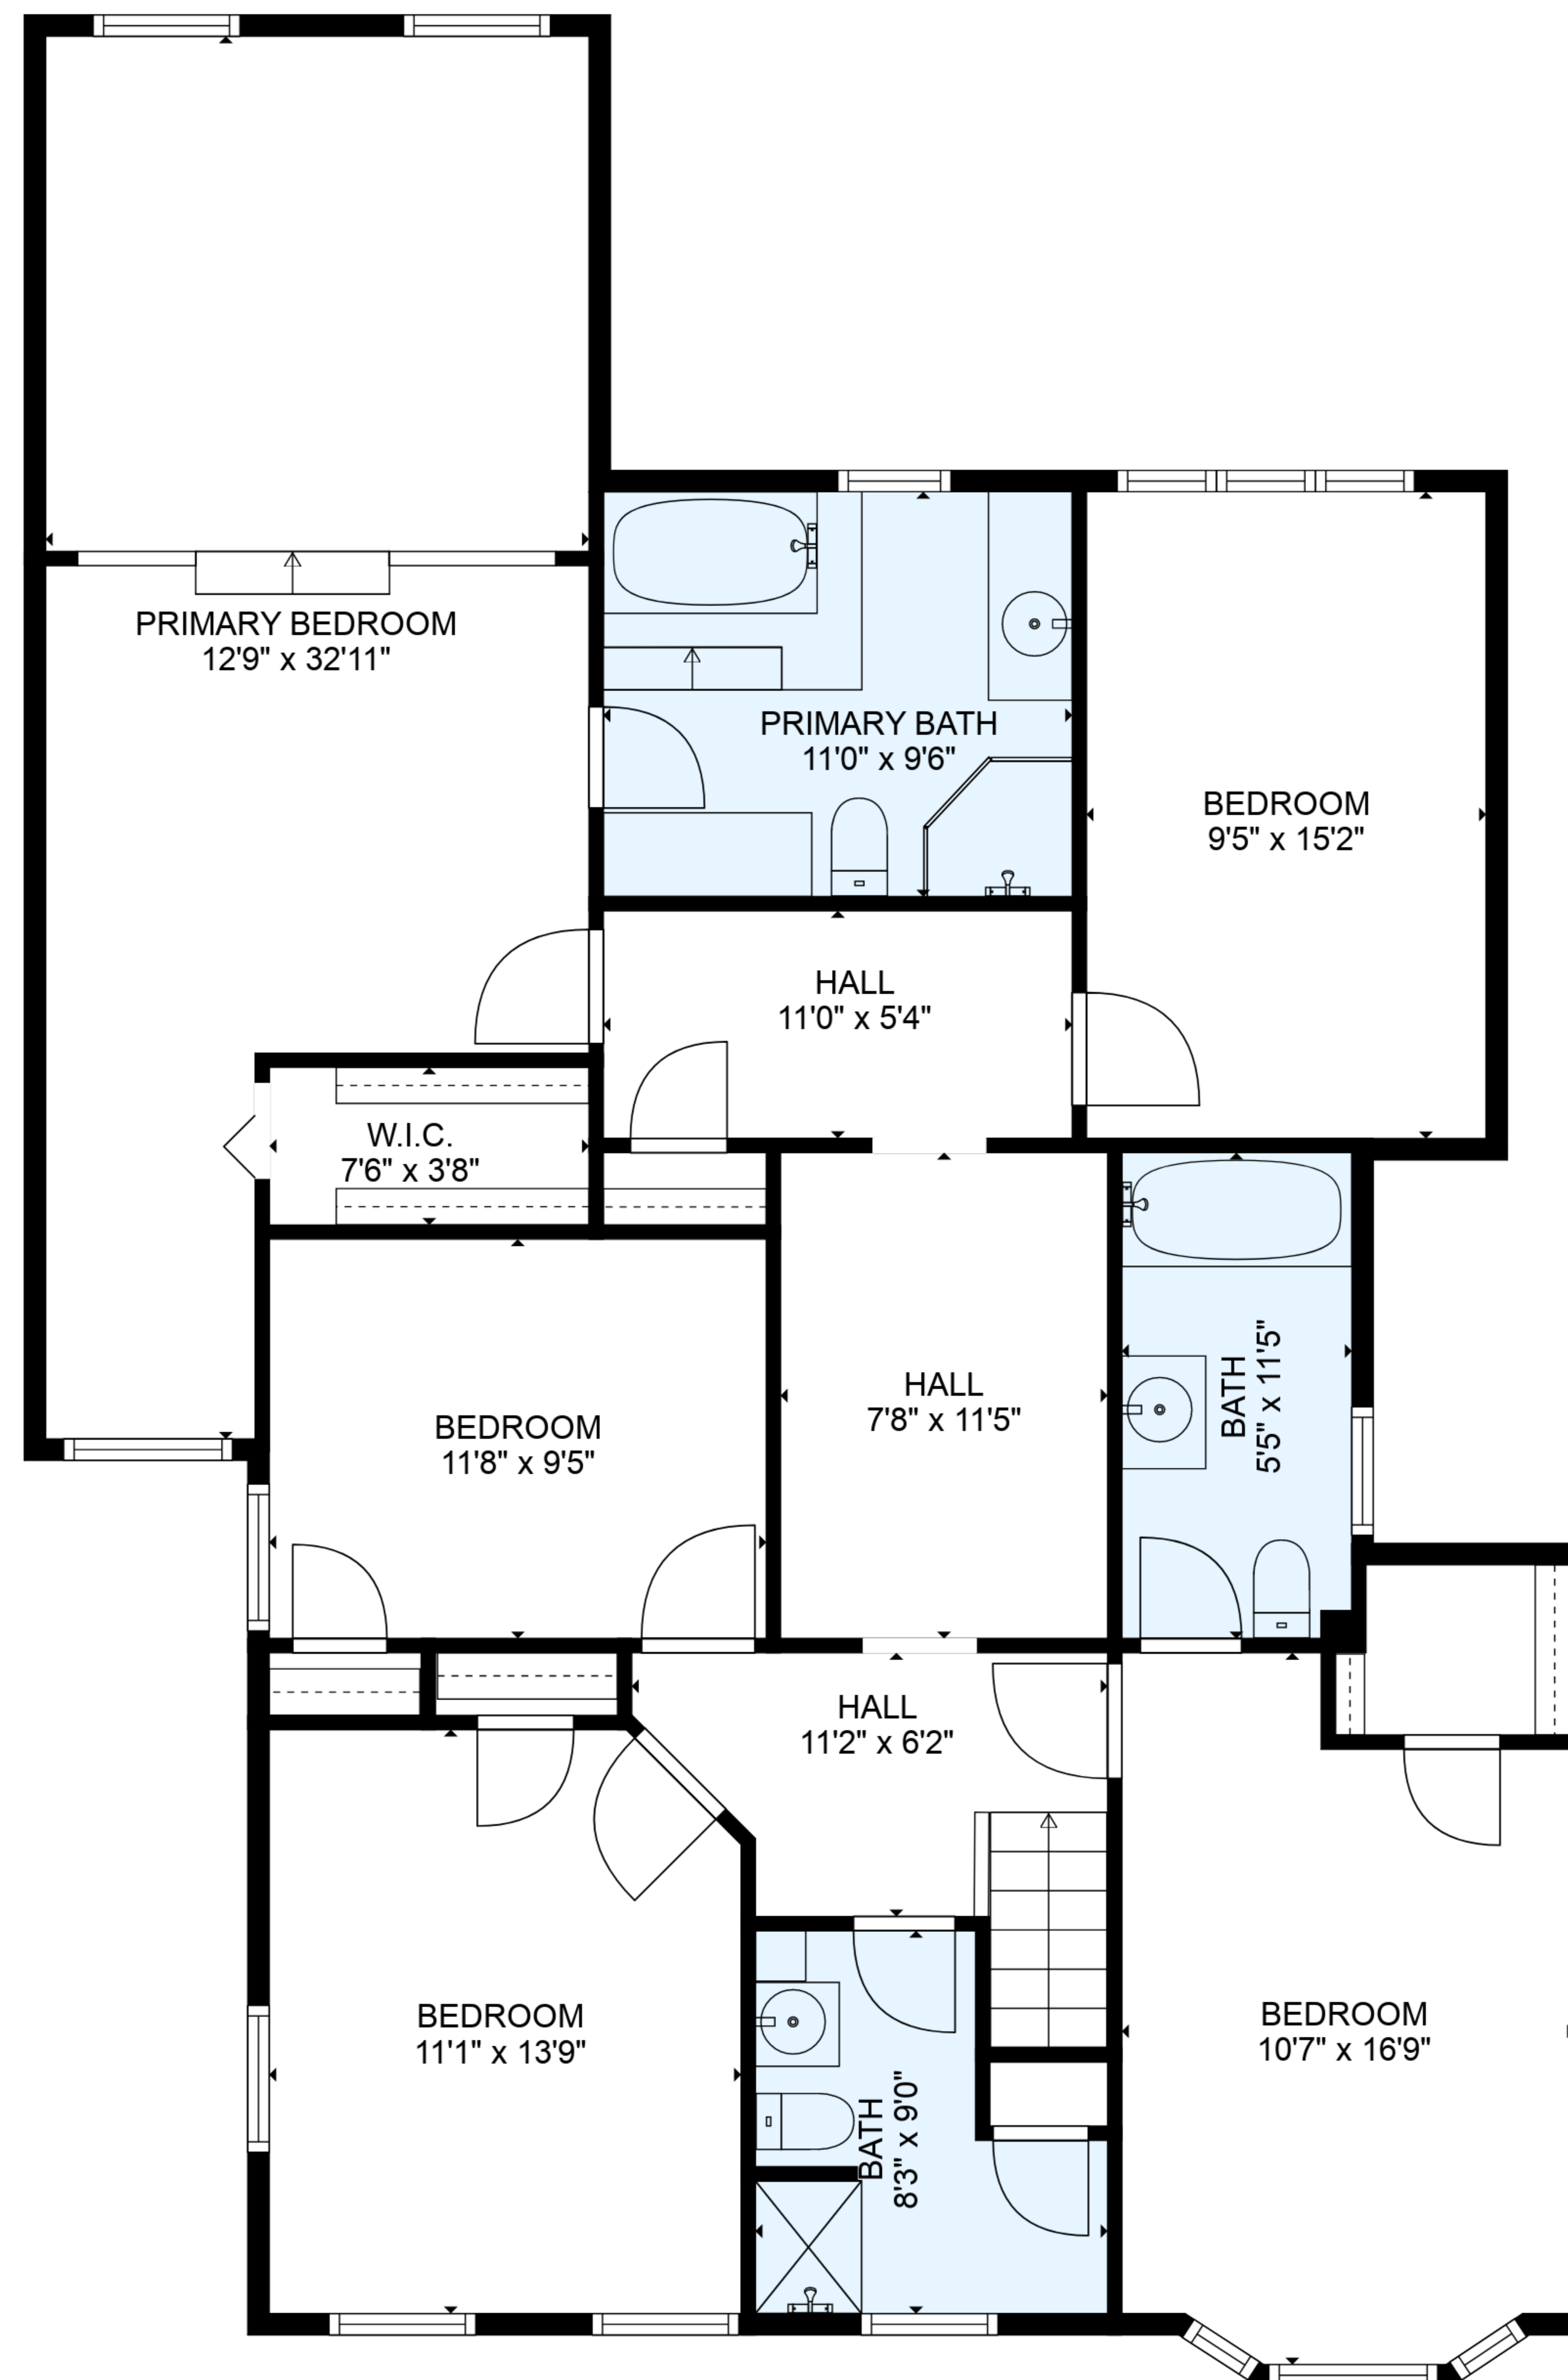 PRIMARY BEDROOM
12'9" x 32'11"
PRIMARY BATH
11'0" x 9'6"
BEDROOM
9'5" x 15'2"
HALL
11'0" x 5'4"
W.I.C.
7'6" x 3'8"
BEDROOM
11'8" x 9'5"
HALL
7'8" x 11'5"
BATH
5'5" x 11'5"
HALL
11'2" x 6'2"
BEDROOM
11'1" x 13'9"
BATH
8'3" x 9'0"
BEDROOM
10'7" x 16'9"